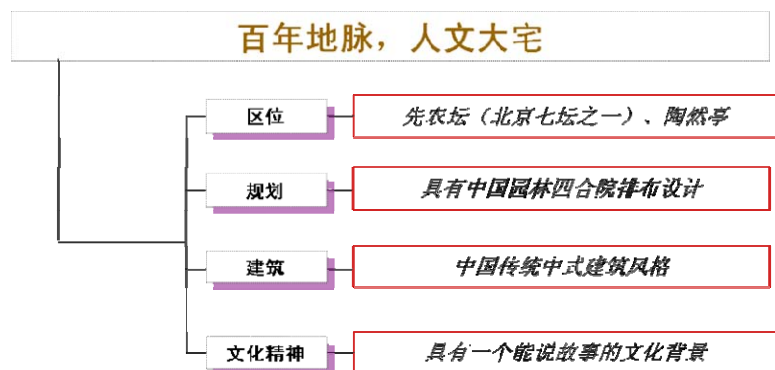 百年地脉，人文大宅
区位
先农坛（北京七坛之一）、陶然亭
规划
具有中国园林四合院排布设计
建筑
中国传统中式建筑风格
文化精神
具有一个能说故事的文化背景